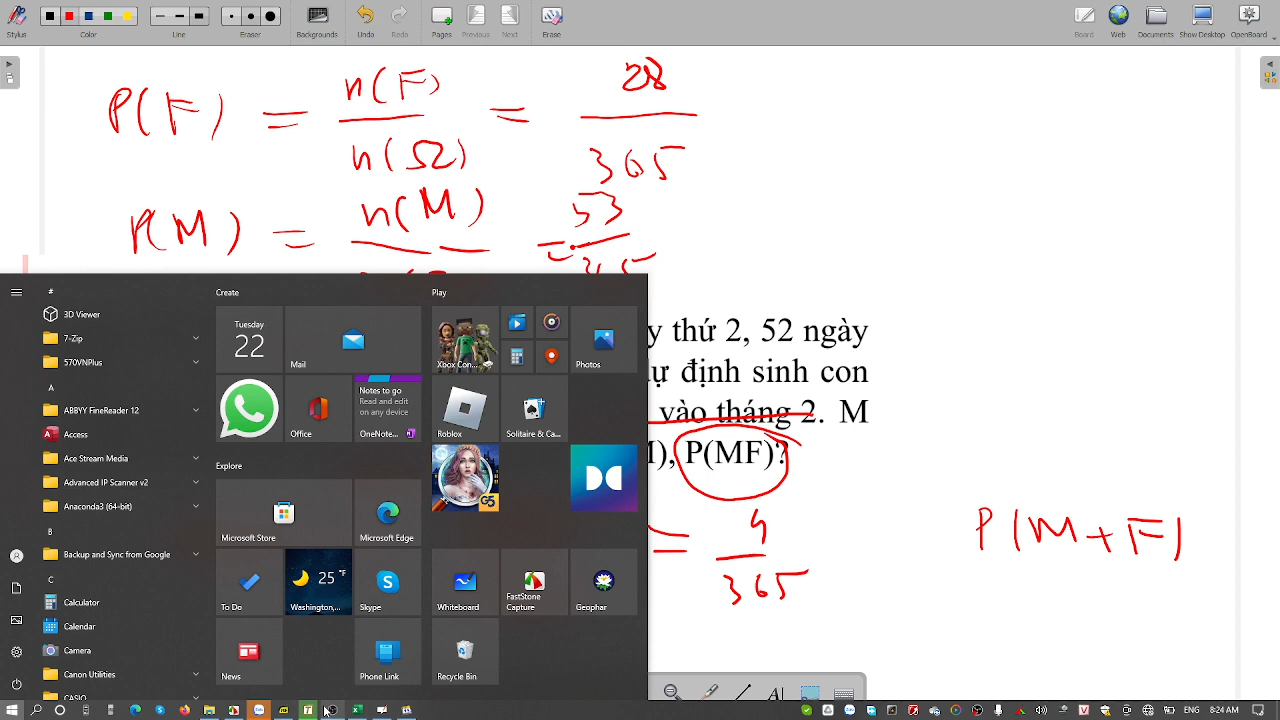 Stylus Color Line Eraser Backgrounds Undo Redo Pages Previous Next Erase Board Web Documents Show Desktop OpenBoard
P(F) = n(F) / n(Ω) = 28 / 365
P(M) = n(M) = 53
y thứ 2, 52 ngày
ự định sinh con
vào tháng 2. M
), P(MF)?
= 4 / 365
P(M+F)
#
3D Viewer
7-Zip
570VNPlus
A
ABBYY FineReader 12
Access
Ace Stream Media
Advanced IP Scanner v2
Anaconda3 (64-bit)
B
Backup and Sync from Google
C
Calculator
Calendar
Camera
Canon Utilities
CASIO
Create
Tuesday
22
Mail
Office
Notes to go
Read and edit
on any device
OneNote...
Explore
Microsoft Store
Microsoft Edge
To Do
25 °F
Washington,...
Skype
News
Phone Link
Play
Xbox Con...
Photos
Roblox
Solitaire & Ca...
G5
Whiteboard
FastStone
Capture
Geophar
Recycle Bin
ENG 8:24 AM